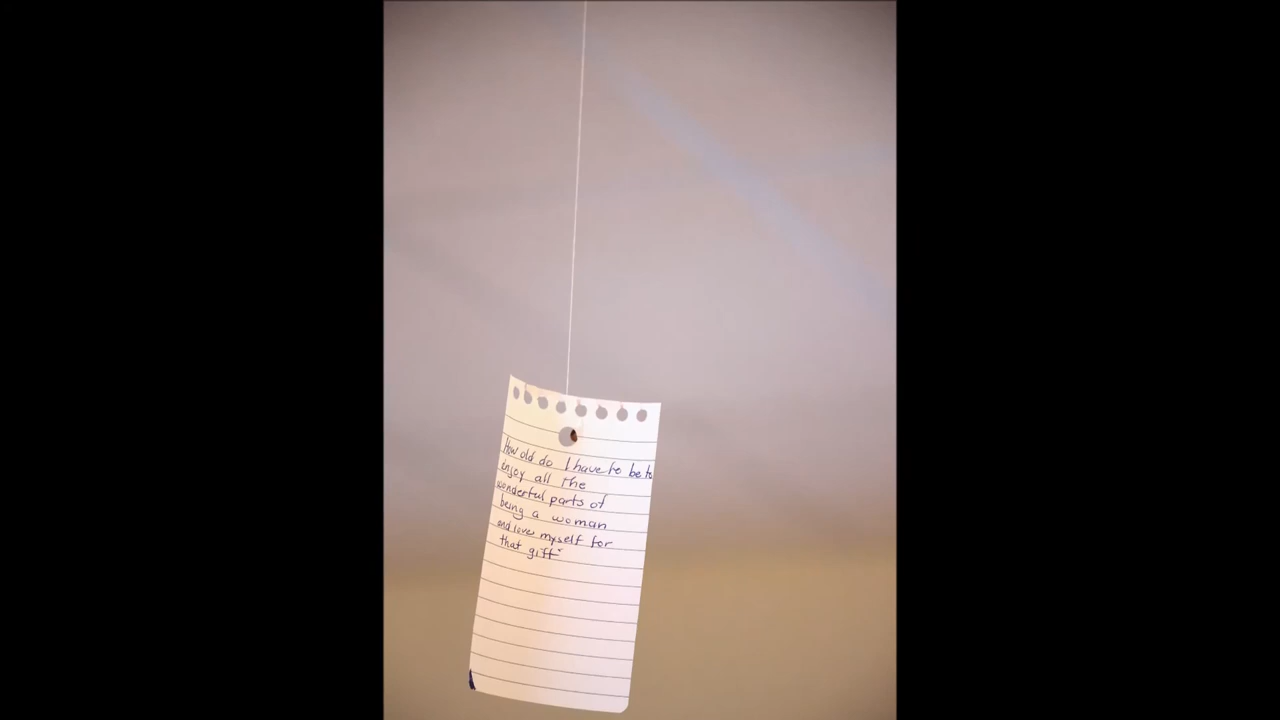 How old do I have to be to
enjoy all the
wonderful parts of
being a woman
and love myself for
that gift